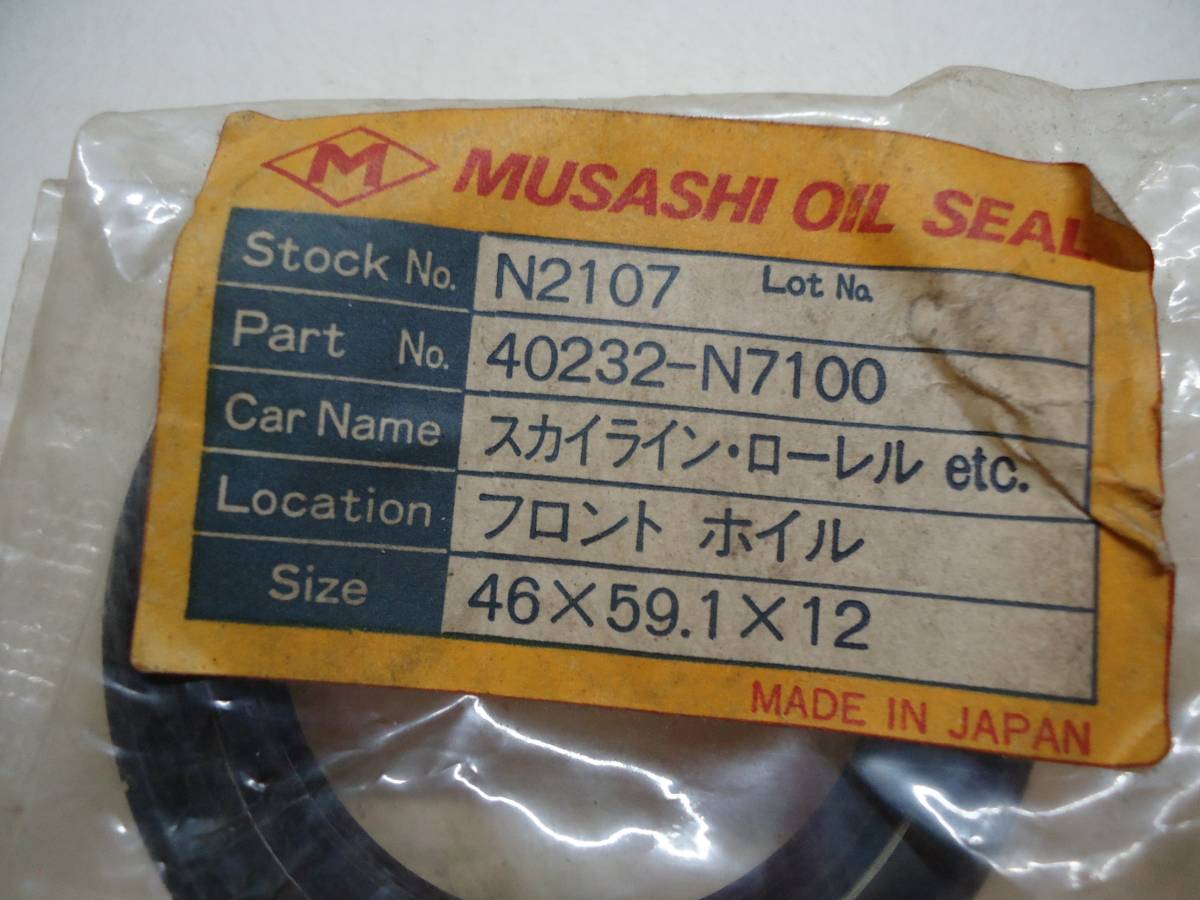 M MUSASHI OIL SEAL
Stock No. N2107 Lot No.
Part No. 40232-N7100
Car Name スカイライン・ローレル etc.
Location フロント ホイル
Size 46×59.1×12
MADE IN JAPAN